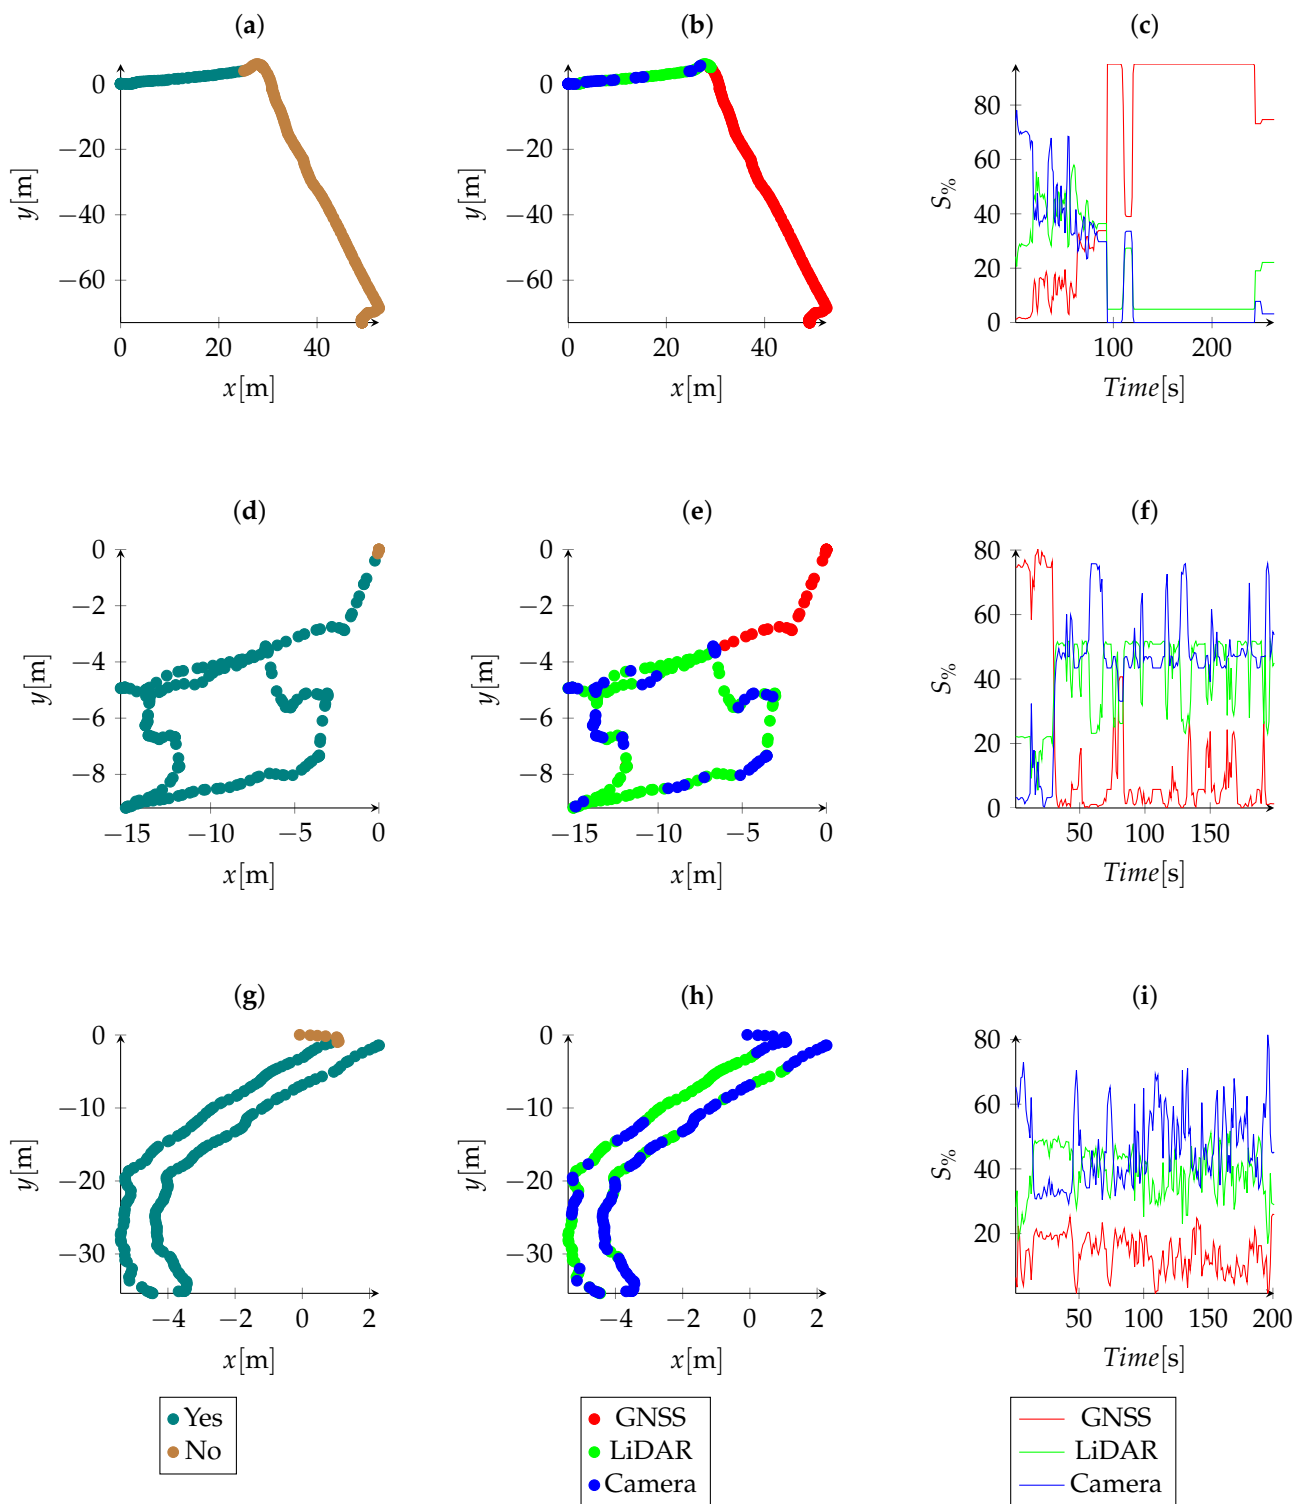 (a) (b) (c)
0
−20
−40
−60
y[m]
0 20 40
x[m]
0
−20
−40
−60
y[m]
0 20 40
x[m]
80
60
40
20
0
S%
100 200
Time[s]
(d) (e) (f)
0
−2
−4
−6
−8
y[m]
−15 −10 −5 0
x[m]
0
−2
−4
−6
−8
y[m]
−15 −10 −5 0
x[m]
80
60
40
20
0
S%
50 100 150
Time[s]
(g) (h) (i)
0
−10
−20
−30
y[m]
−4 −2 0 2
x[m]
0
−10
−20
−30
y[m]
−4 −2 0 2
x[m]
80
60
40
20
S%
50 100 150 200
Time[s]
Yes
No
GNSS
LiDAR
Camera
GNSS
LiDAR
Camera